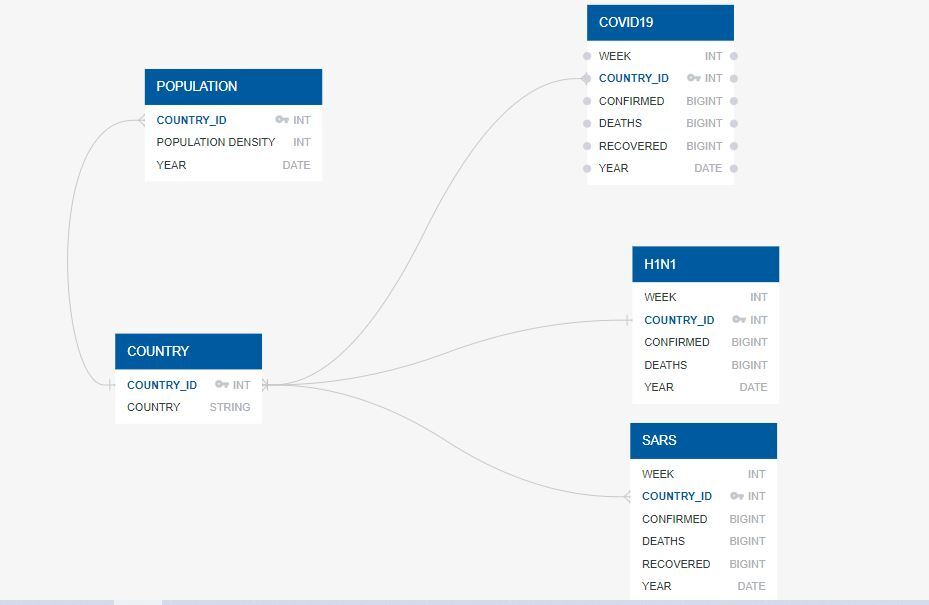 POPULATION
COUNTRY_ID INT
POPULATION DENSITY INT
YEAR DATE
COUNTRY
COUNTRY_ID INT
COUNTRY STRING
COVID19
WEEK INT
COUNTRY_ID INT
CONFIRMED BIGINT
DEATHS BIGINT
RECOVERED BIGINT
YEAR DATE
H1N1
WEEK INT
COUNTRY_ID INT
CONFIRMED BIGINT
DEATHS BIGINT
YEAR DATE
SARS
WEEK INT
COUNTRY_ID INT
CONFIRMED BIGINT
DEATHS BIGINT
RECOVERED BIGINT
YEAR DATE